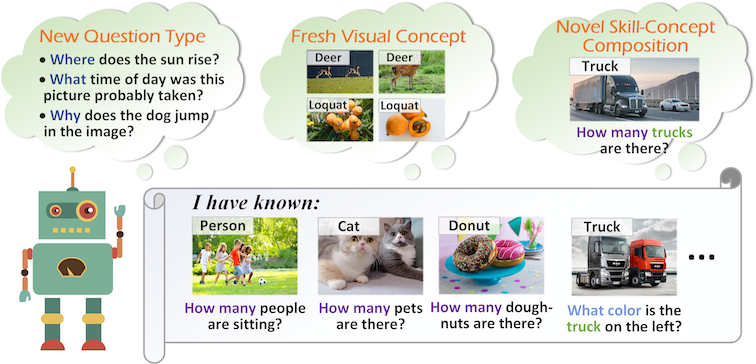 New Question Type
• Where does the sun rise?
• What time of day was this
picture probably taken?
• Why does the dog jump
in the image?
Fresh Visual Concept
Deer
Deer
Loquat
Loquat
Novel Skill-Concept
Composition
Truck
How many trucks
are there?
I have known:
Person
How many people
are sitting?
Cat
How many pets
are there?
Donut
How many dough-
nuts are there?
Truck
What color is the
truck on the left?
...